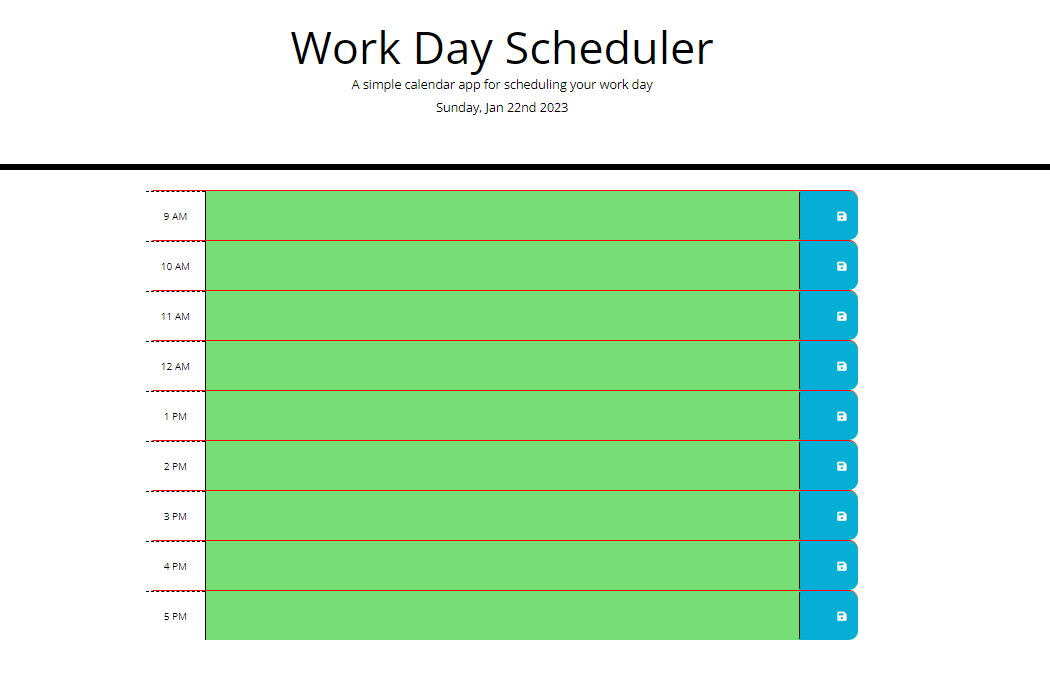 Work Day Scheduler
A simple calendar app for scheduling your work day
Sunday, Jan 22nd 2023
9 AM
10 AM
11 AM
12 AM
1 PM
2 PM
3 PM
4 PM
5 PM